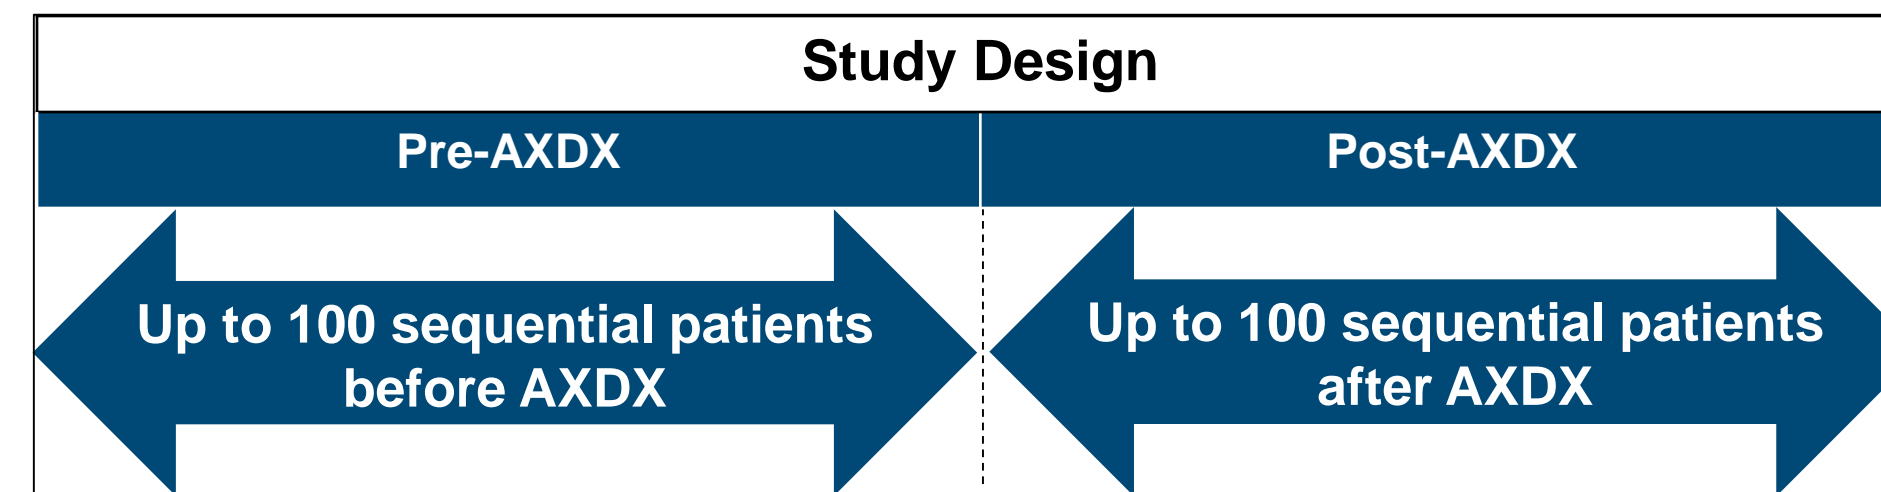 Study Design
Pre-AXDX
Post-AXDX
Up to 100 sequential patients
before AXDX
Up to 100 sequential patients
after AXDX